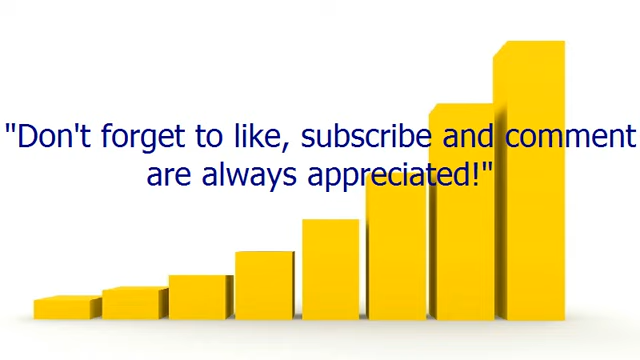 "Don't forget to like, subscribe and comment
are always appreciated!"